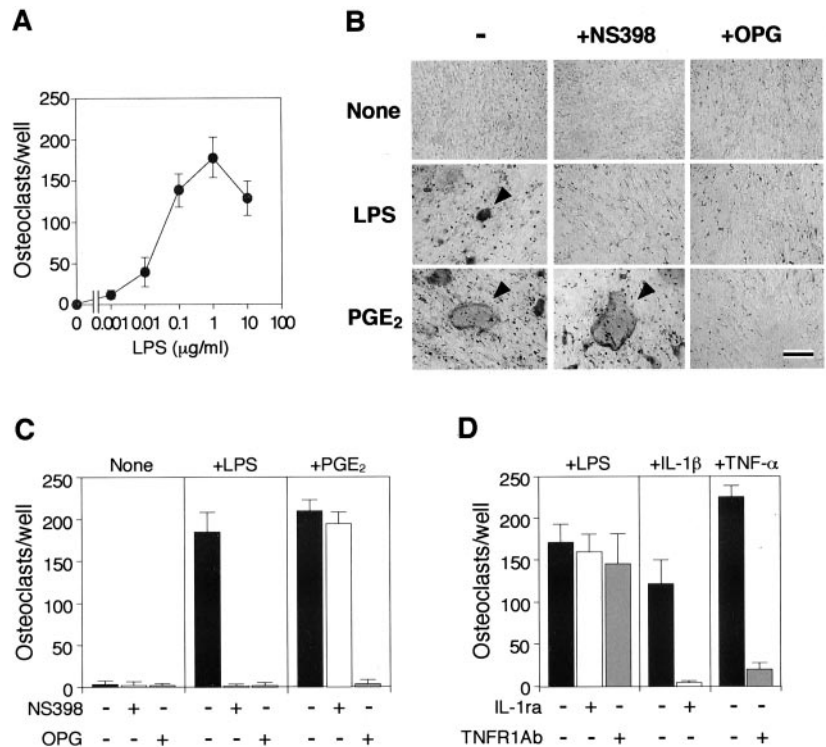 A
Osteoclasts/well
250
200
150
100
50
0
0 0.001 0.01 0.1 1 10 100
LPS (μg/ml)
B
- +NS398 +OPG
None
LPS
PGE₂
C
None +LPS +PGE₂
Osteoclasts/well
250
200
150
100
50
0
NS398 - + - - + - - + -
OPG - - + - - + - - +
D
+LPS +IL-1β +TNF-α
Osteoclasts/well
250
200
150
100
50
0
IL-1ra - + - - + - -
TNFR1Ab - - + - - - +